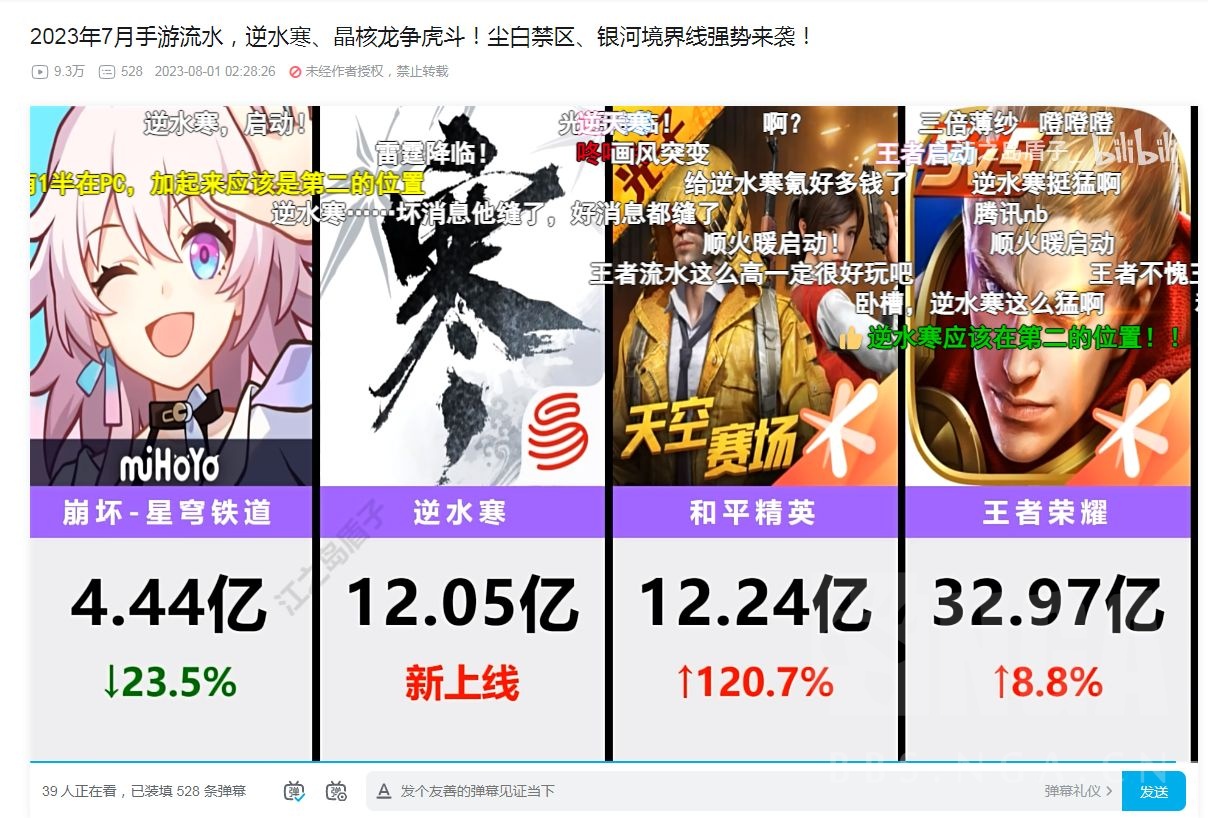 2023年7月手游流水，逆水寒、晶核龙争虎斗！尘白禁区、银河境界线强势来袭！
9.3万 528 2023-08-01 02:28:26 未经作者授权，禁止转载
逆水寒，启动！
逆天寒！
啊？
三倍薄纱
噔噔噔
雷霆降临！
画风突变
王者启动
江之岛盾子
bilibili
1半在PC，加起来应该是第二的位置
给逆水寒氪好多钱了
逆水寒挺猛啊
逆水寒······坏消息他缝了，好消息都缝了
腾讯nb
顺火暖启动！
顺火暖启动
王者流水这么高一定很好玩吧
王者不愧王
卧槽，逆水寒这么猛啊
逆水寒应该在第二的位置！！
天空
赛场
miHoYo
崩坏-星穹铁道
逆水寒
和平精英
王者荣耀
江之岛盾子
4.44亿
12.05亿
12.24亿
32.97亿
↓23.5%
新上线
↑120.7%
↑8.8%
BBS.NGA.CN
39 人正在看，已装填 528 条弹幕
弹
弹
A 发个友善的弹幕见证当下
弹幕礼仪 >
发送